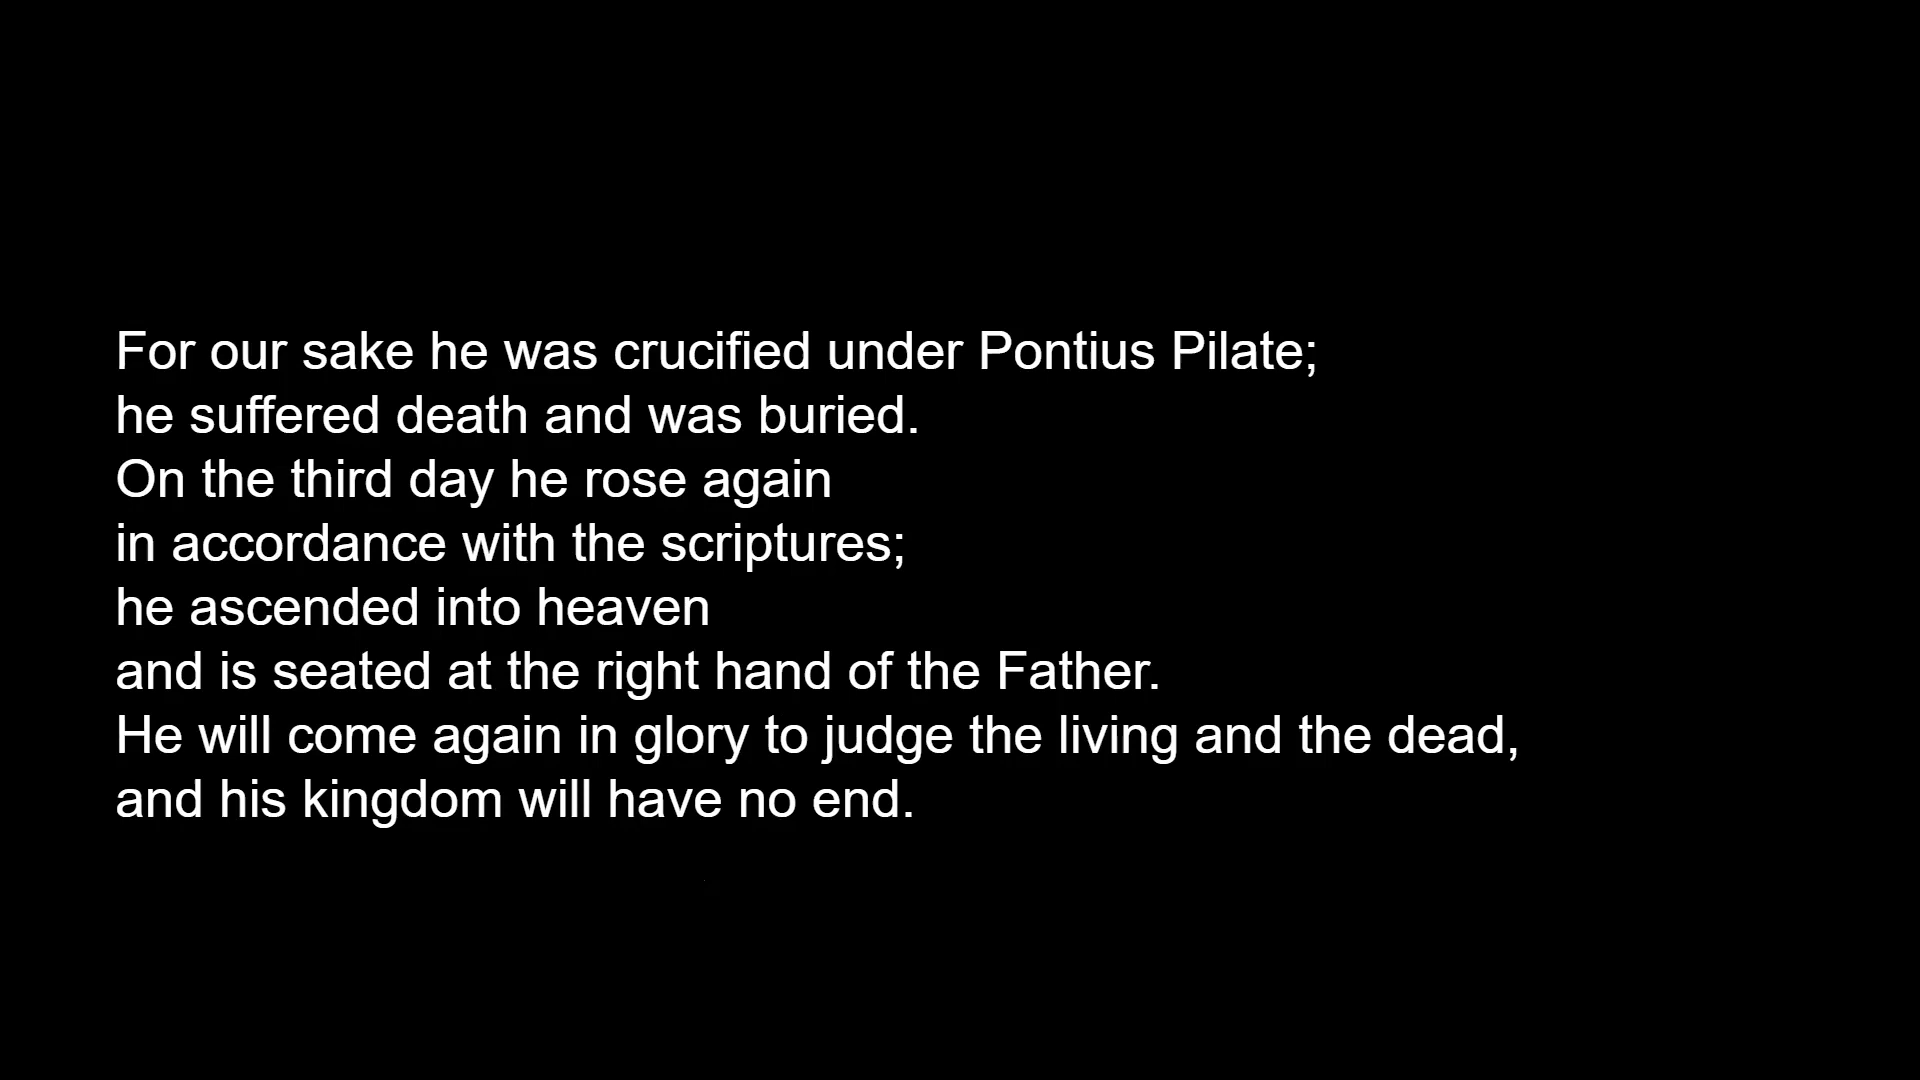 For our sake he was crucified under Pontius Pilate;
he suffered death and was buried.
On the third day he rose again
in accordance with the scriptures;
he ascended into heaven
and is seated at the right hand of the Father.
He will come again in glory to judge the living and the dead,
and his kingdom will have no end.